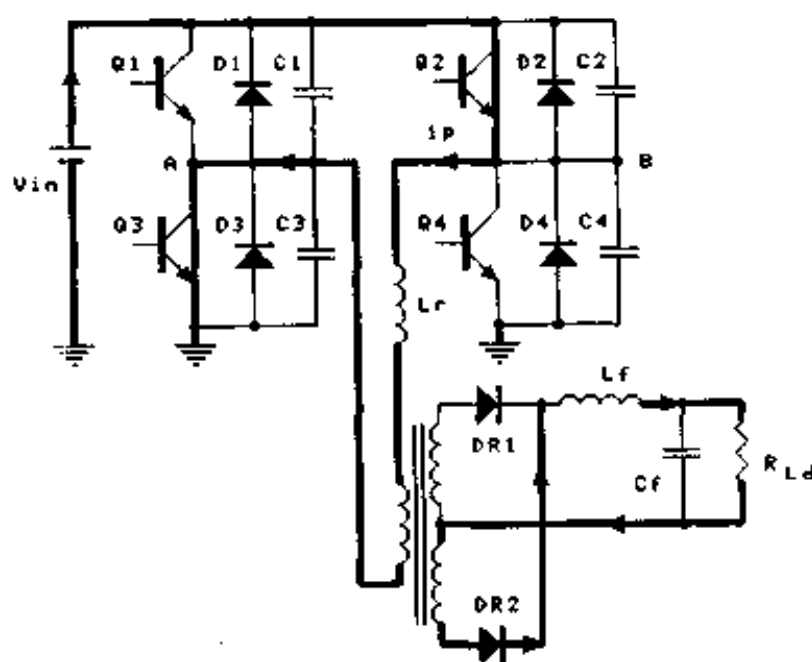 Q1 D1 C1 Q2 D2 C2
ip
A B
Vin
Q3 D3 C3 Q4 D4 C4
Lr
Lf
DR1
Cf
RLd
DR2